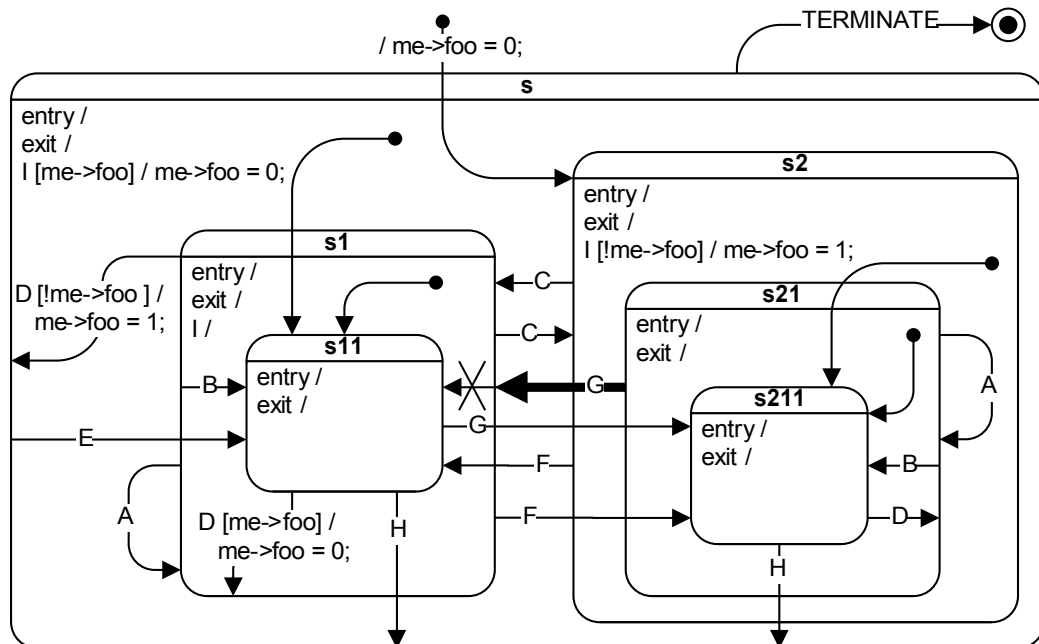 TERMINATE
/ me->foo = 0;
s
entry /
exit /
I [me->foo] / me->foo = 0;
s2
entry /
exit /
I [!me->foo] / me->foo = 1;
s1
entry /
exit /
I /
D [!me->foo ] /
me->foo = 1;
C
C
s21
entry /
exit /
A
s11
entry /
exit /
B
G
s211
entry /
exit /
E
G
B
F
A
F
D
D [me->foo] /
me->foo = 0;
H
H